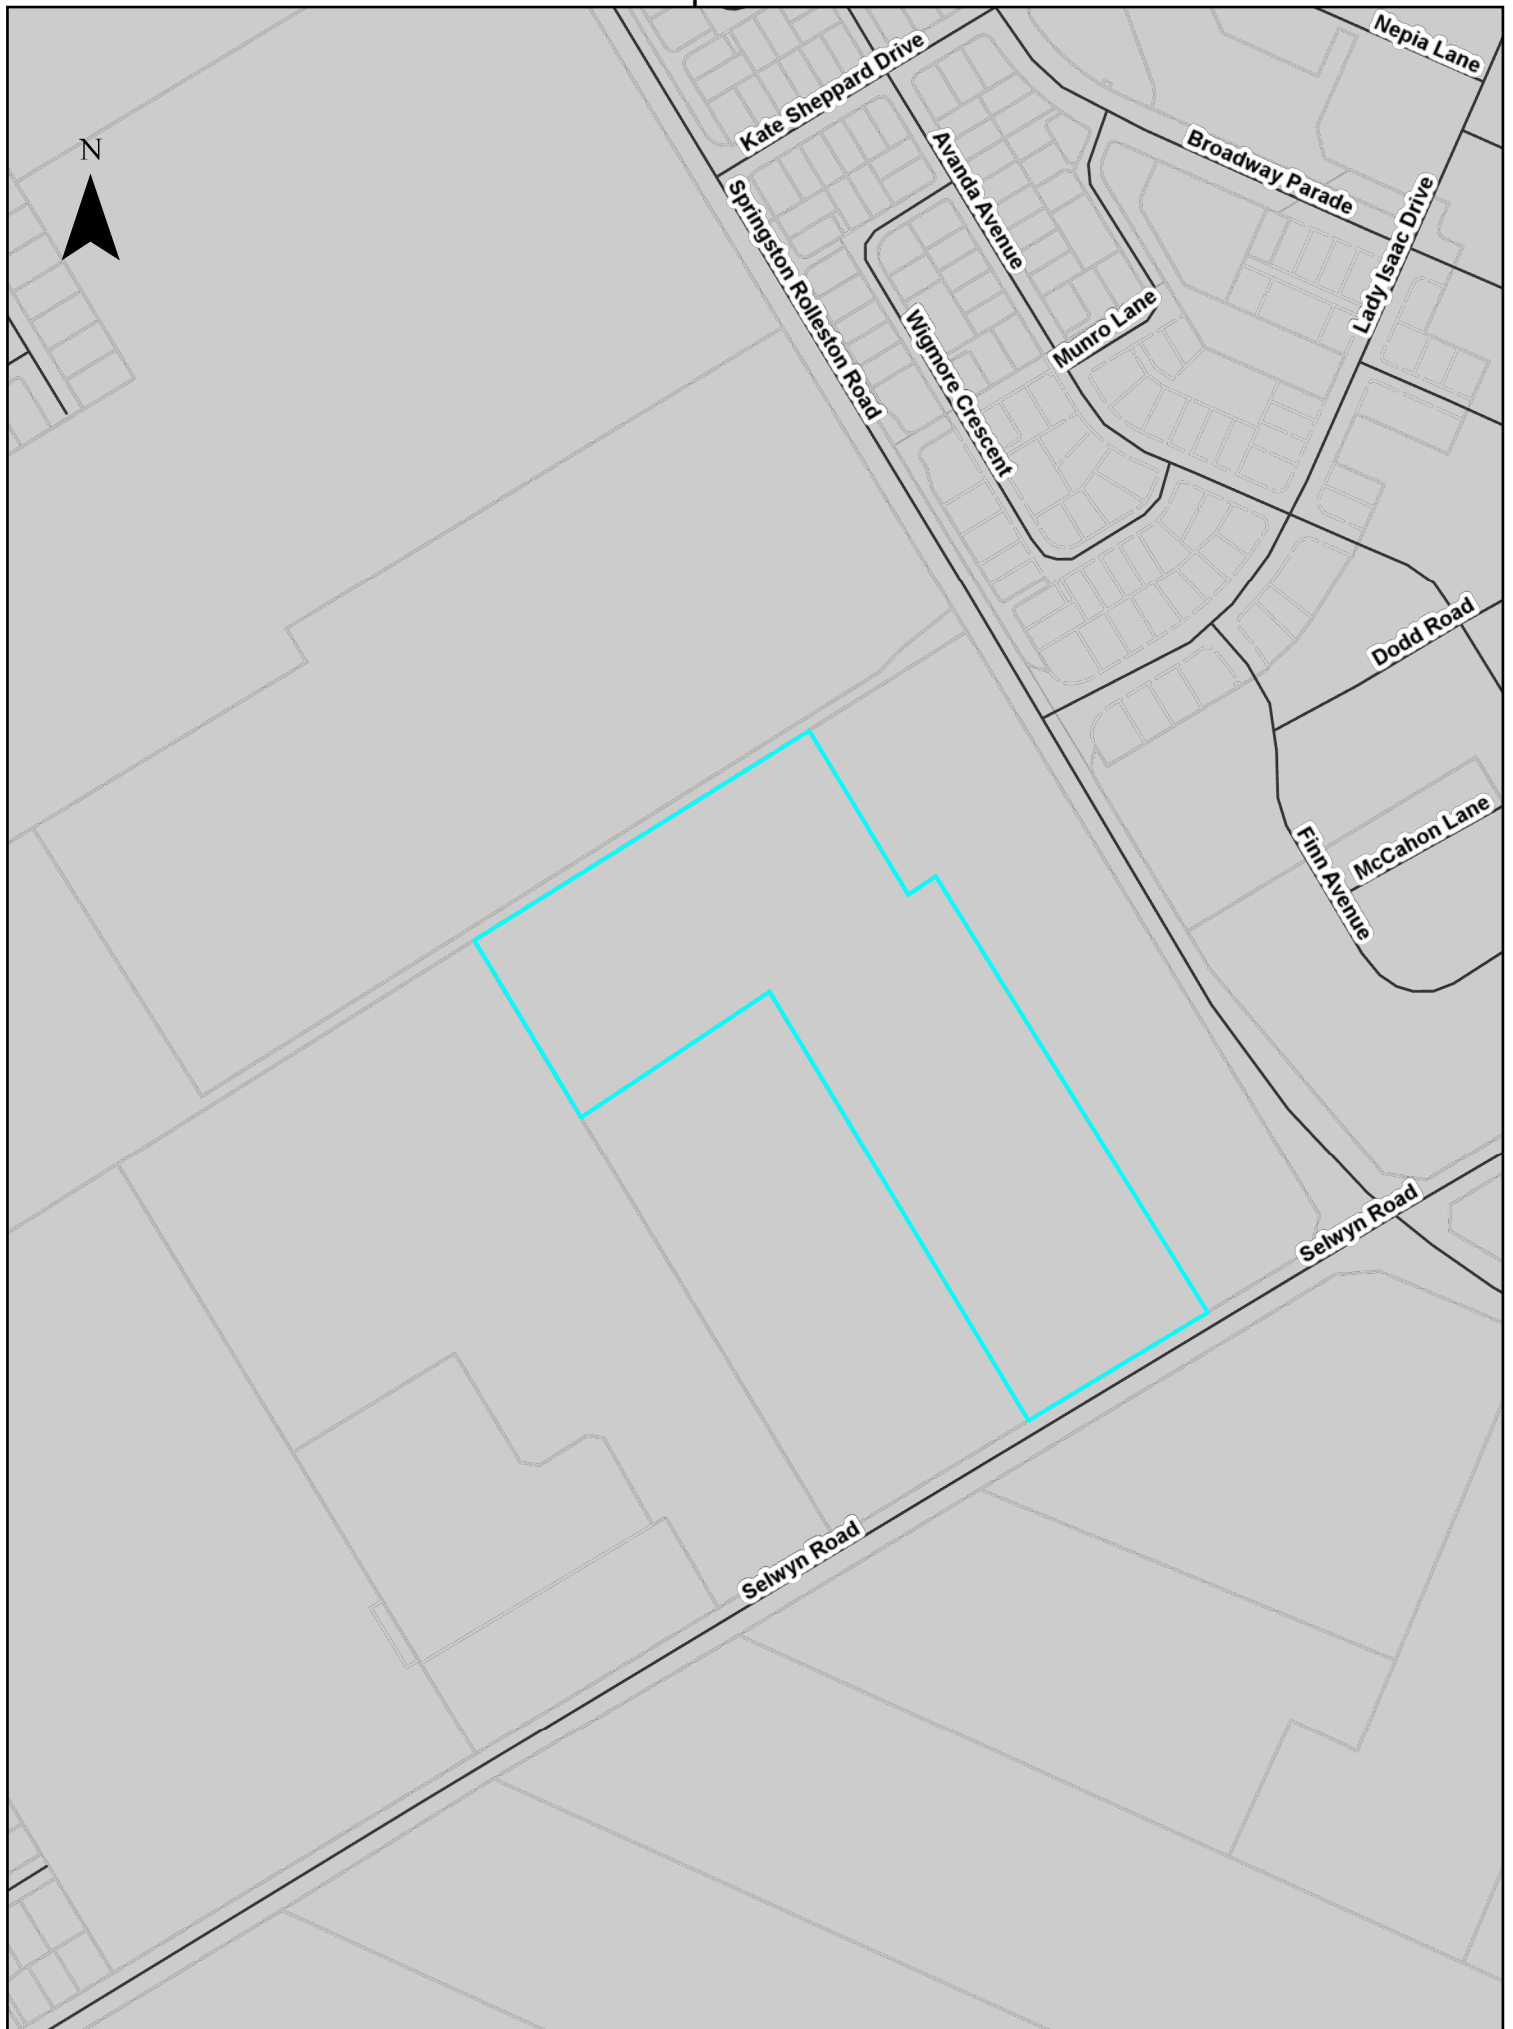 Nepia Lane
Kate Sheppard Drive
N
Avanda Avenue
Broadway Parade
Springston Rolleston Road
Lady Isaac Drive
Munro Lane
Wigmore Crescent
Dodd Road
McCahon Lane
Finn Avenue
Selwyn Road
Selwyn Road